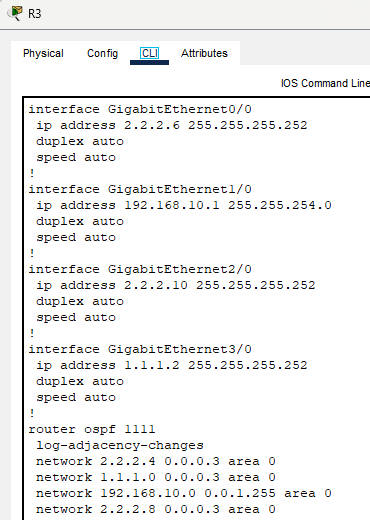 R3
Physical Config CLI Attributes
IOS Command Line
interface GigabitEthernet0/0
ip address 2.2.2.6 255.255.255.252
duplex auto
speed auto
!
interface GigabitEthernet1/0
ip address 192.168.10.1 255.255.254.0
duplex auto
speed auto
!
interface GigabitEthernet2/0
ip address 2.2.2.10 255.255.255.252
duplex auto
speed auto
!
interface GigabitEthernet3/0
ip address 1.1.1.2 255.255.255.252
duplex auto
speed auto
!
router ospf 1111
log-adjacency-changes
network 2.2.2.4 0.0.0.3 area 0
network 1.1.1.0 0.0.0.3 area 0
network 192.168.10.0 0.0.1.255 area 0
network 2.2.2.8 0.0.0.3 area 0